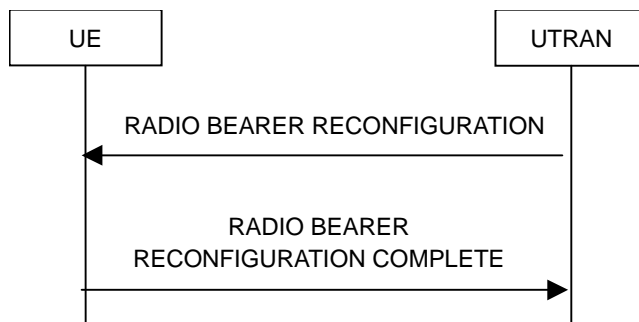 UE
UTRAN
RADIO BEARER RECONFIGURATION
RADIO BEARER
RECONFIGURATION COMPLETE